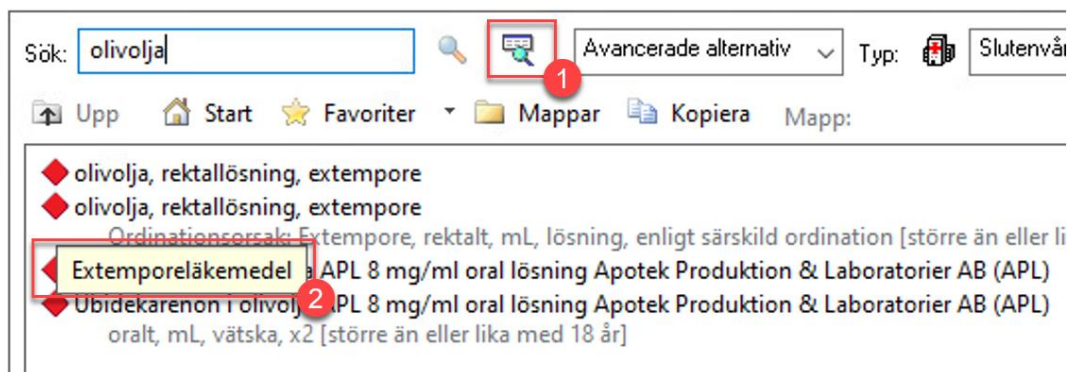 Sök: olivolja Avancerade alternativ Typ:
1
Upp Start Favoriter Mappar Kopiera Mapp:
olivolja, rektallösning, extempore
olivolja, rektallösning, extempore
Ordinationsorsak: Extempore, rektalt, mL, lösning, enligt särskild ordination [större än eller
Extemporeläkemedel APL 8 mg/ml oral lösning Apotek Produktion & Laboratorier AB (APL)
2
Ubidekarenon i olivolja APL 8 mg/ml oral lösning Apotek Produktion & Laboratorier AB (APL)
oralt, mL, vätska, x2 [större än eller lika med 18 år]